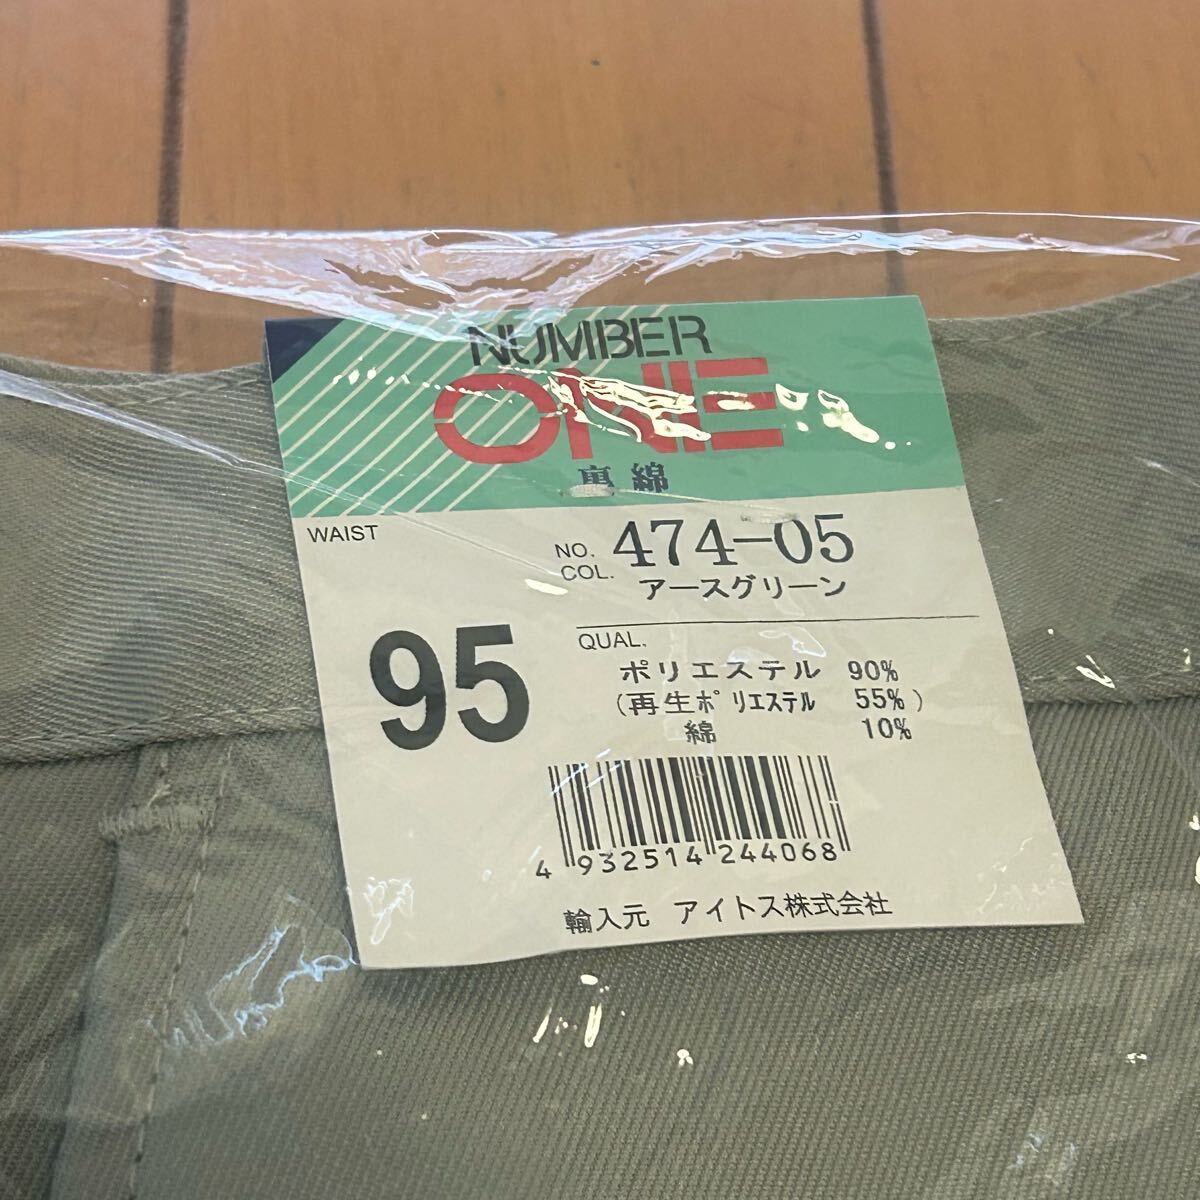 NUMBER
ONE
裏綿
WAIST
95
NO. 474-05
COL. アースグリーン
QUAL.
ポリエステル 90%
(再生ポリエステル 55%)
綿 10%
4 932514 244068
輸入元 アイトス株式会社